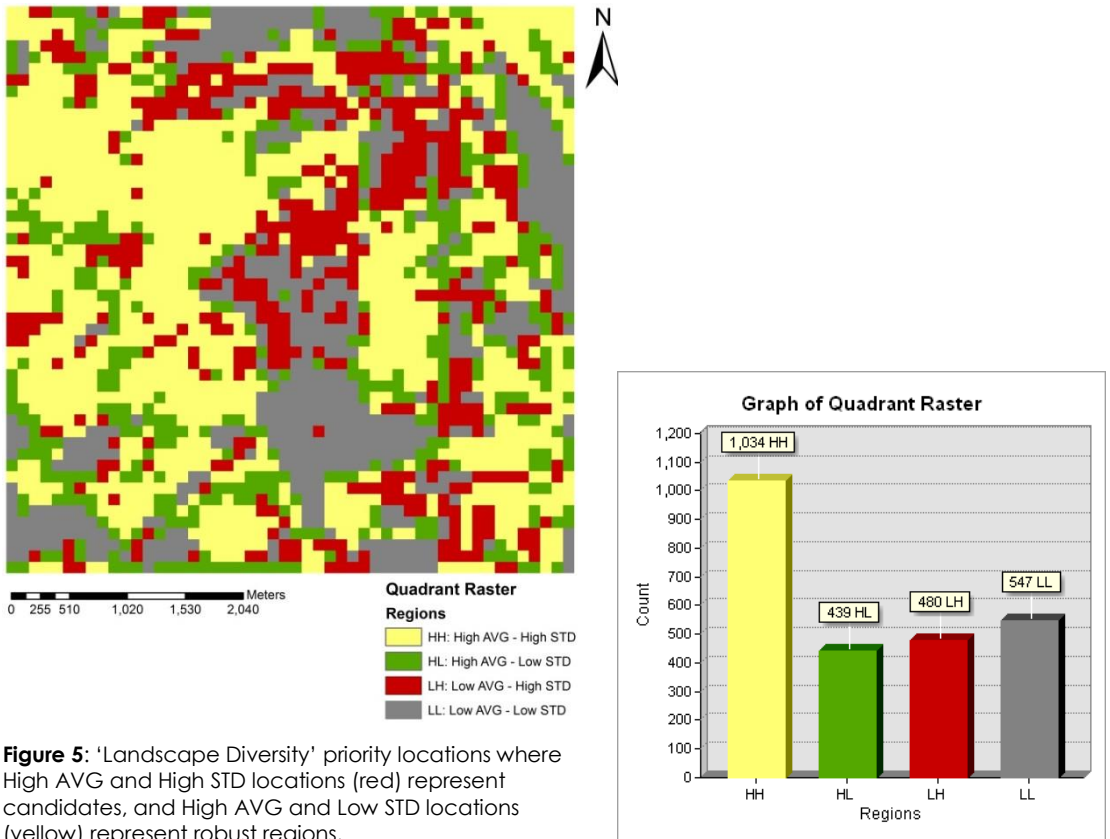 N
Meters
0 255 510 1,020 1,530 2,040
Quadrant Raster
Regions
HH: High AVG - High STD
HL: High AVG - Low STD
LH: Low AVG - High STD
LL: Low AVG - Low STD
Figure 5: ‘Landscape Diversity’ priority locations where
High AVG and High STD locations (red) represent
candidates, and High AVG and Low STD locations
(yellow) represent robust regions.
Graph of Quadrant Raster
1,200
1,100
1,000
900
800
700
600
500
400
300
200
100
0
Count
1,034 HH
439 HL
480 LH
547 LL
HH HL LH LL
Regions